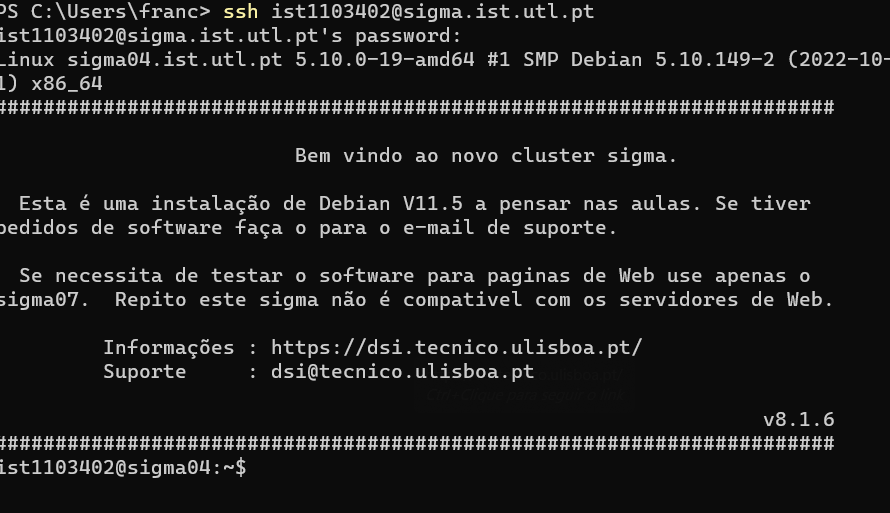 PS C:\Users\franc> ssh ist1103402@sigma.ist.utl.pt
ist1103402@sigma.ist.utl.pt's password:
Linux sigma04.ist.utl.pt 5.10.0-19-amd64 #1 SMP Debian 5.10.149-2 (2022-10-
1) x86_64
######################################################################
Bem vindo ao novo cluster sigma.
Esta é uma instalação de Debian V11.5 a pensar nas aulas. Se tiver
pedidos de software faça o para o e-mail de suporte.
Se necessita de testar o software para paginas de Web use apenas o
sigma07.  Repito este sigma não é compativel com os servidores de Web.
Informações : https://dsi.tecnico.ulisboa.pt/
Suporte     : dsi@tecnico.ulisboa.pt
v8.1.6
######################################################################
ist1103402@sigma04:~$